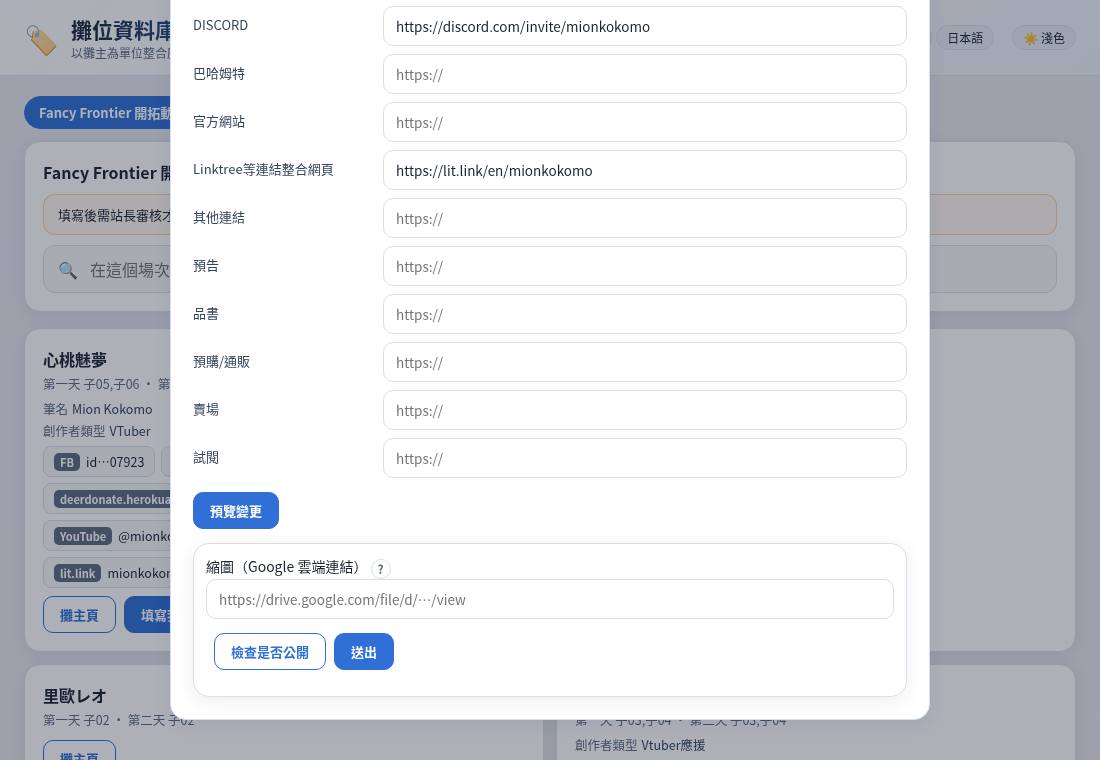 攤位資料庫
以攤主為單位整合
日本語
淺色
Fancy Frontier 開拓動
Fancy Frontier 開
填寫後需站長審核才
在這個場次
心桃魅夢
第一天 子05,子06 · 第
筆名 Mion Kokomo
創作者類型 VTuber
FB id⋯07923
deerdonate.heroku
YouTube @mionk
lit.link mionkokom
攤主頁
填寫
里歐レオ
第一天 子02 · 第二天 子02
攤主頁
DISCORD
https://discord.com/invite/mionkokomo
巴哈姆特
https://
官方網站
https://
Linktree等連結整合網頁
https://lit.link/en/mionkokomo
其他連結
https://
預告
https://
品書
https://
預購/通販
https://
賣場
https://
試閱
https://
預覽變更
縮圖（Google 雲端連結）
?
https://drive.google.com/file/d/⋯/view
檢查是否公開
送出
第一天 子03,子04 · 第二天 子03,子04
創作者類型 Vtuber應援